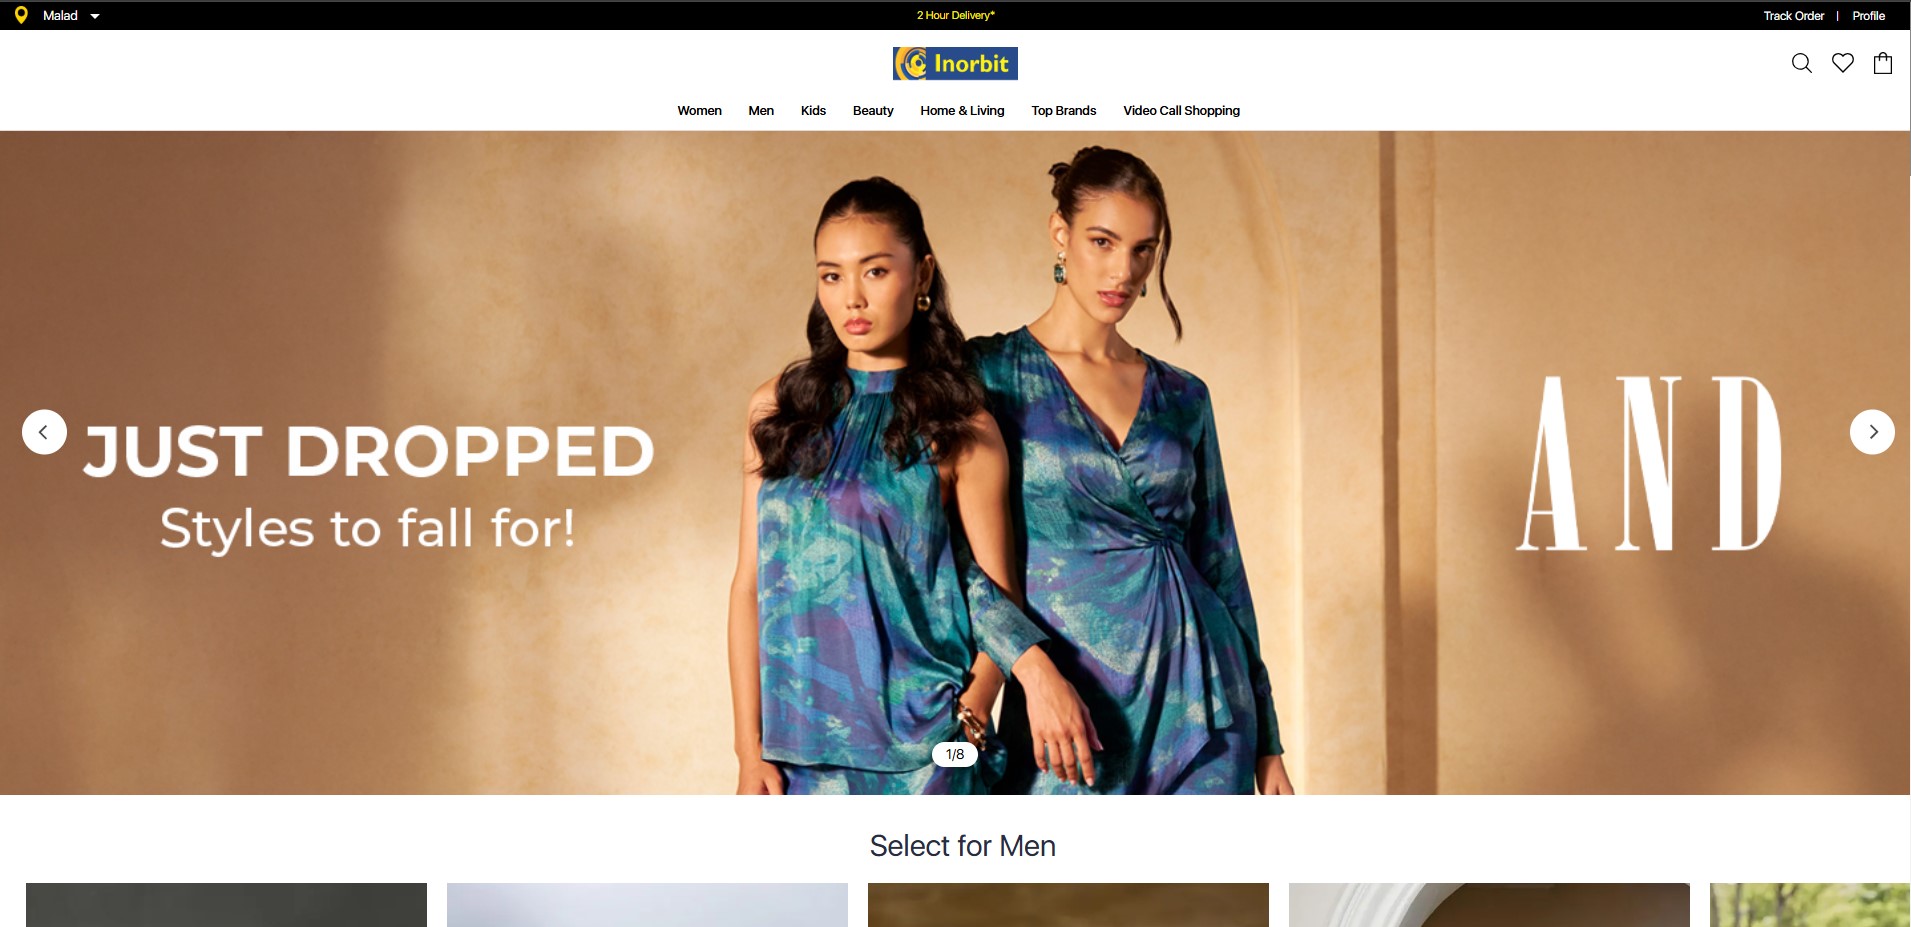 Malad
2 Hour Delivery*
Track Order | Profile
Inorbit
Women Men Kids Beauty Home & Living Top Brands Video Call Shopping
JUST DROPPED
Styles to fall for!
AND
1/8
Select for Men